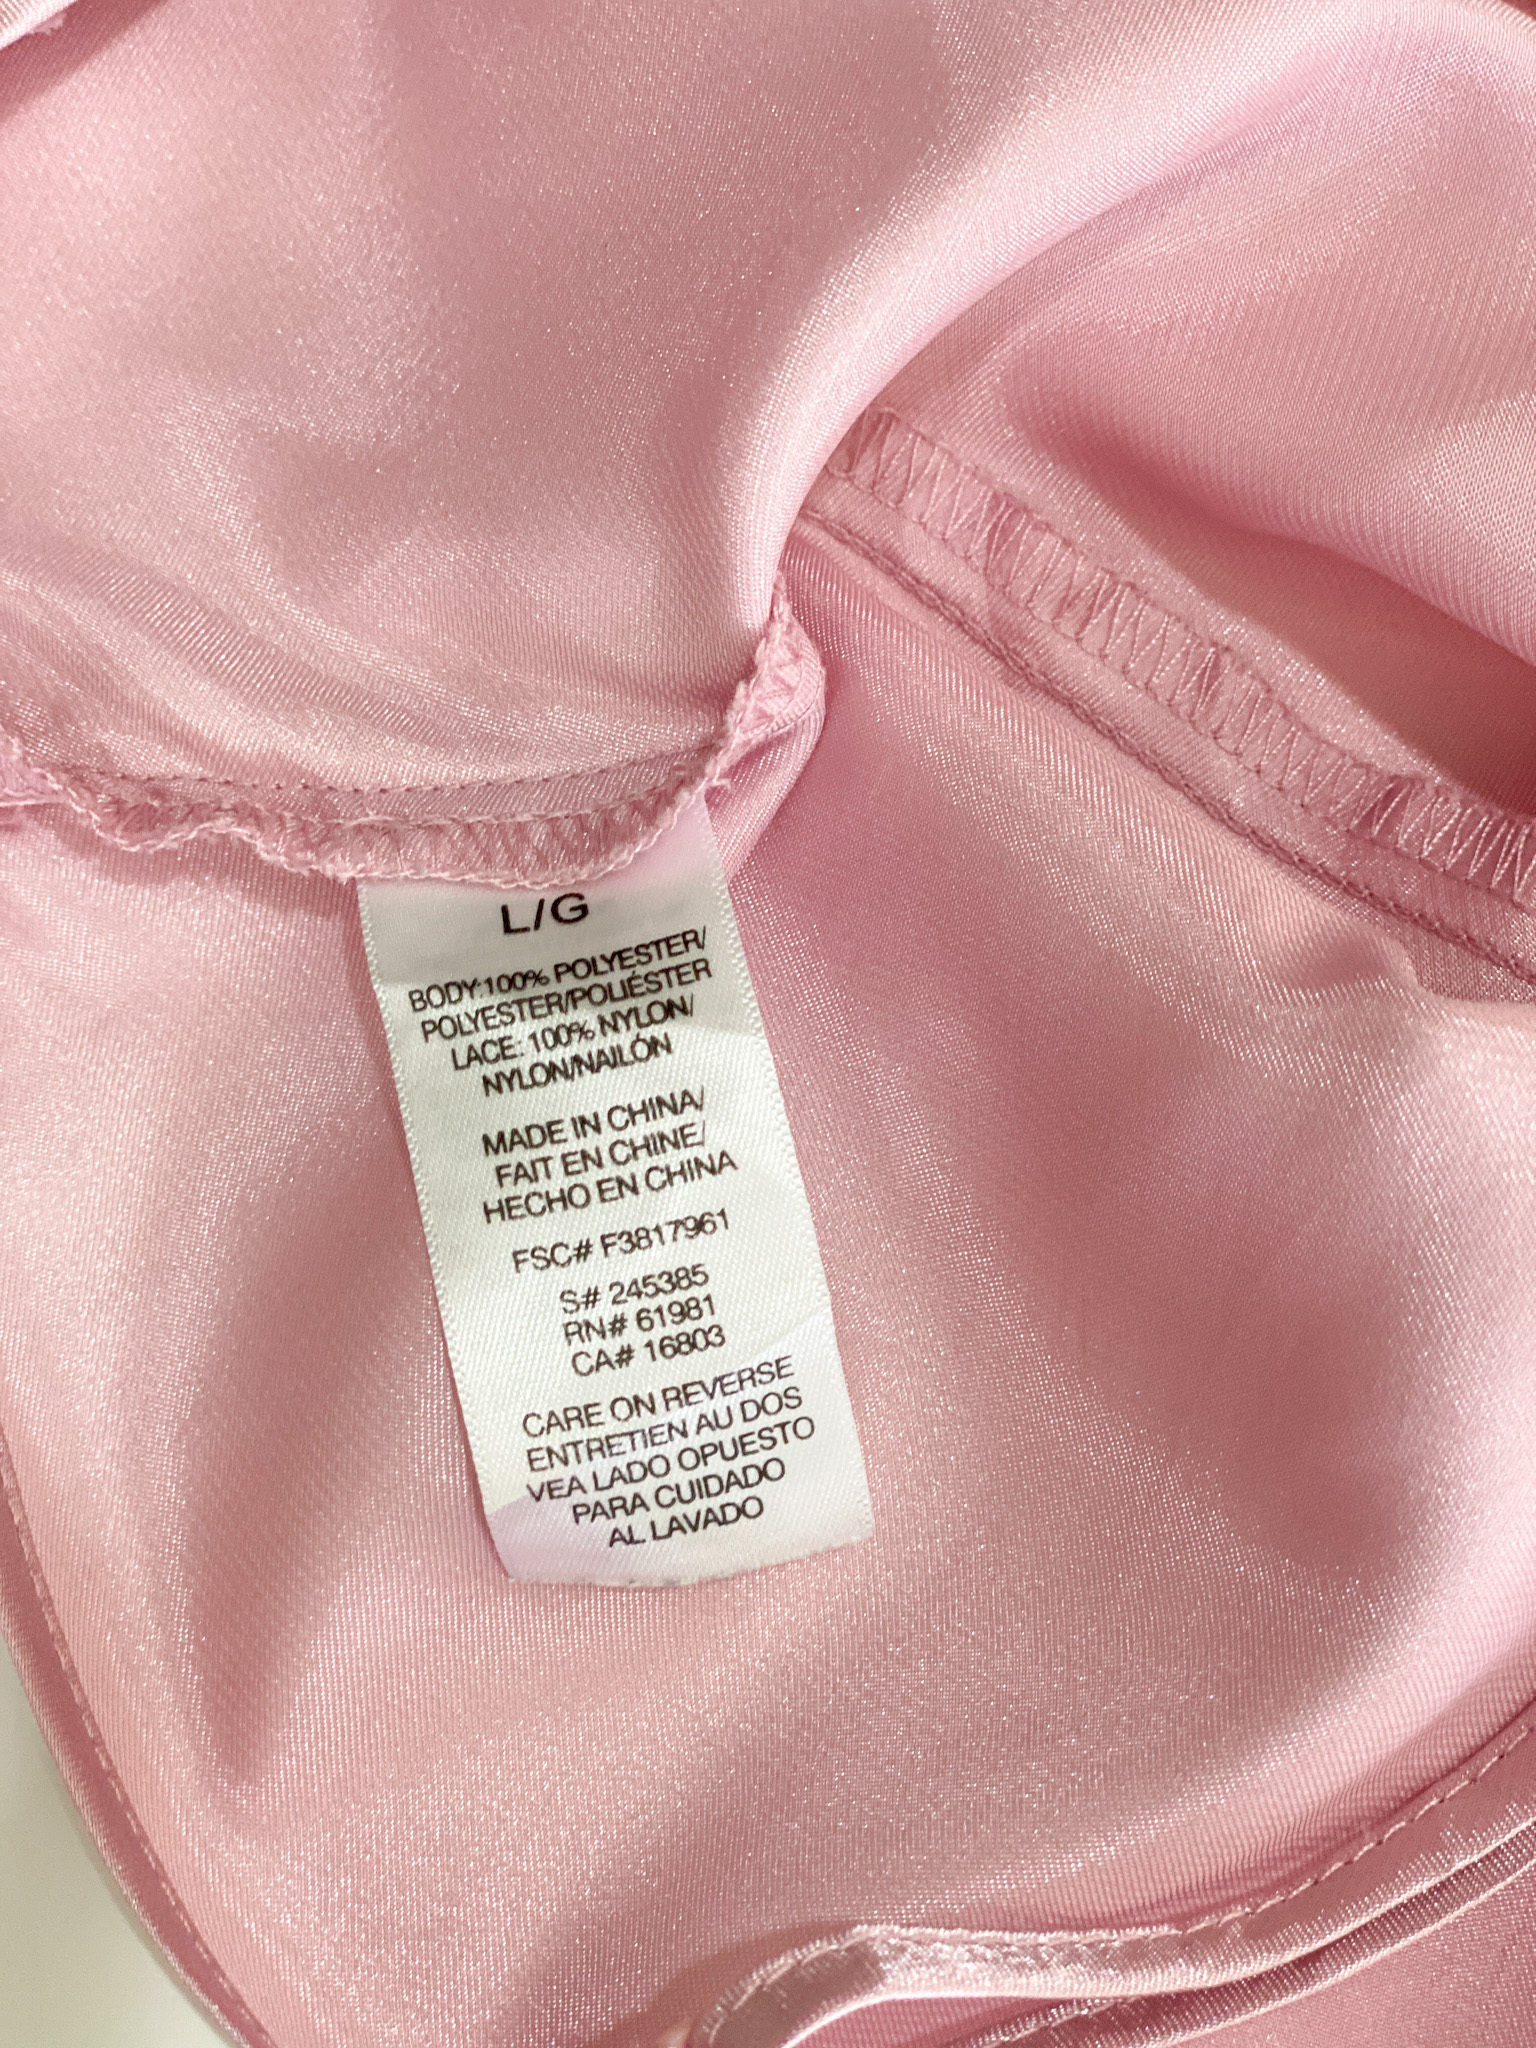 L/G
BODY:100% POLYESTER/
POLYESTER/POLIÉSTER
LACE: 100% NYLON/
NYLON/NAILÓN
MADE IN CHINA/
FAIT EN CHINE/
HECHO EN CHINA
FSC# F3817961
S# 245385
RN# 61981
CA# 16803
CARE ON REVERSE
ENTRETIEN AU DOS
VEA LADO OPUESTO
PARA CUIDADO
AL LAVADO